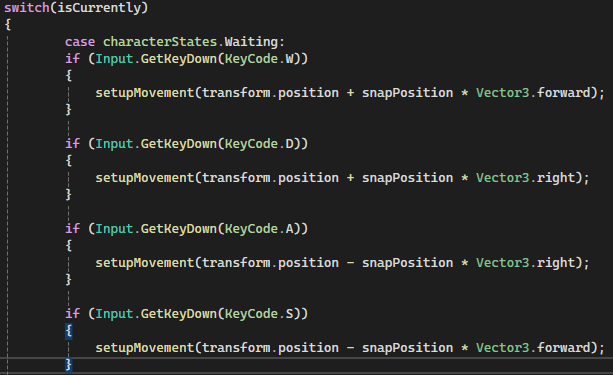 switch(isCurrently)
{
case characterStates.Waiting:
if (Input.GetKeyDown(KeyCode.W))
{
setupMovement(transform.position + snapPosition * Vector3.forward);
}
if (Input.GetKeyDown(KeyCode.D))
{
setupMovement(transform.position + snapPosition * Vector3.right);
}
if (Input.GetKeyDown(KeyCode.A))
{
setupMovement(transform.position - snapPosition * Vector3.right);
}
if (Input.GetKeyDown(KeyCode.S))
{
setupMovement(transform.position - snapPosition * Vector3.forward);
}